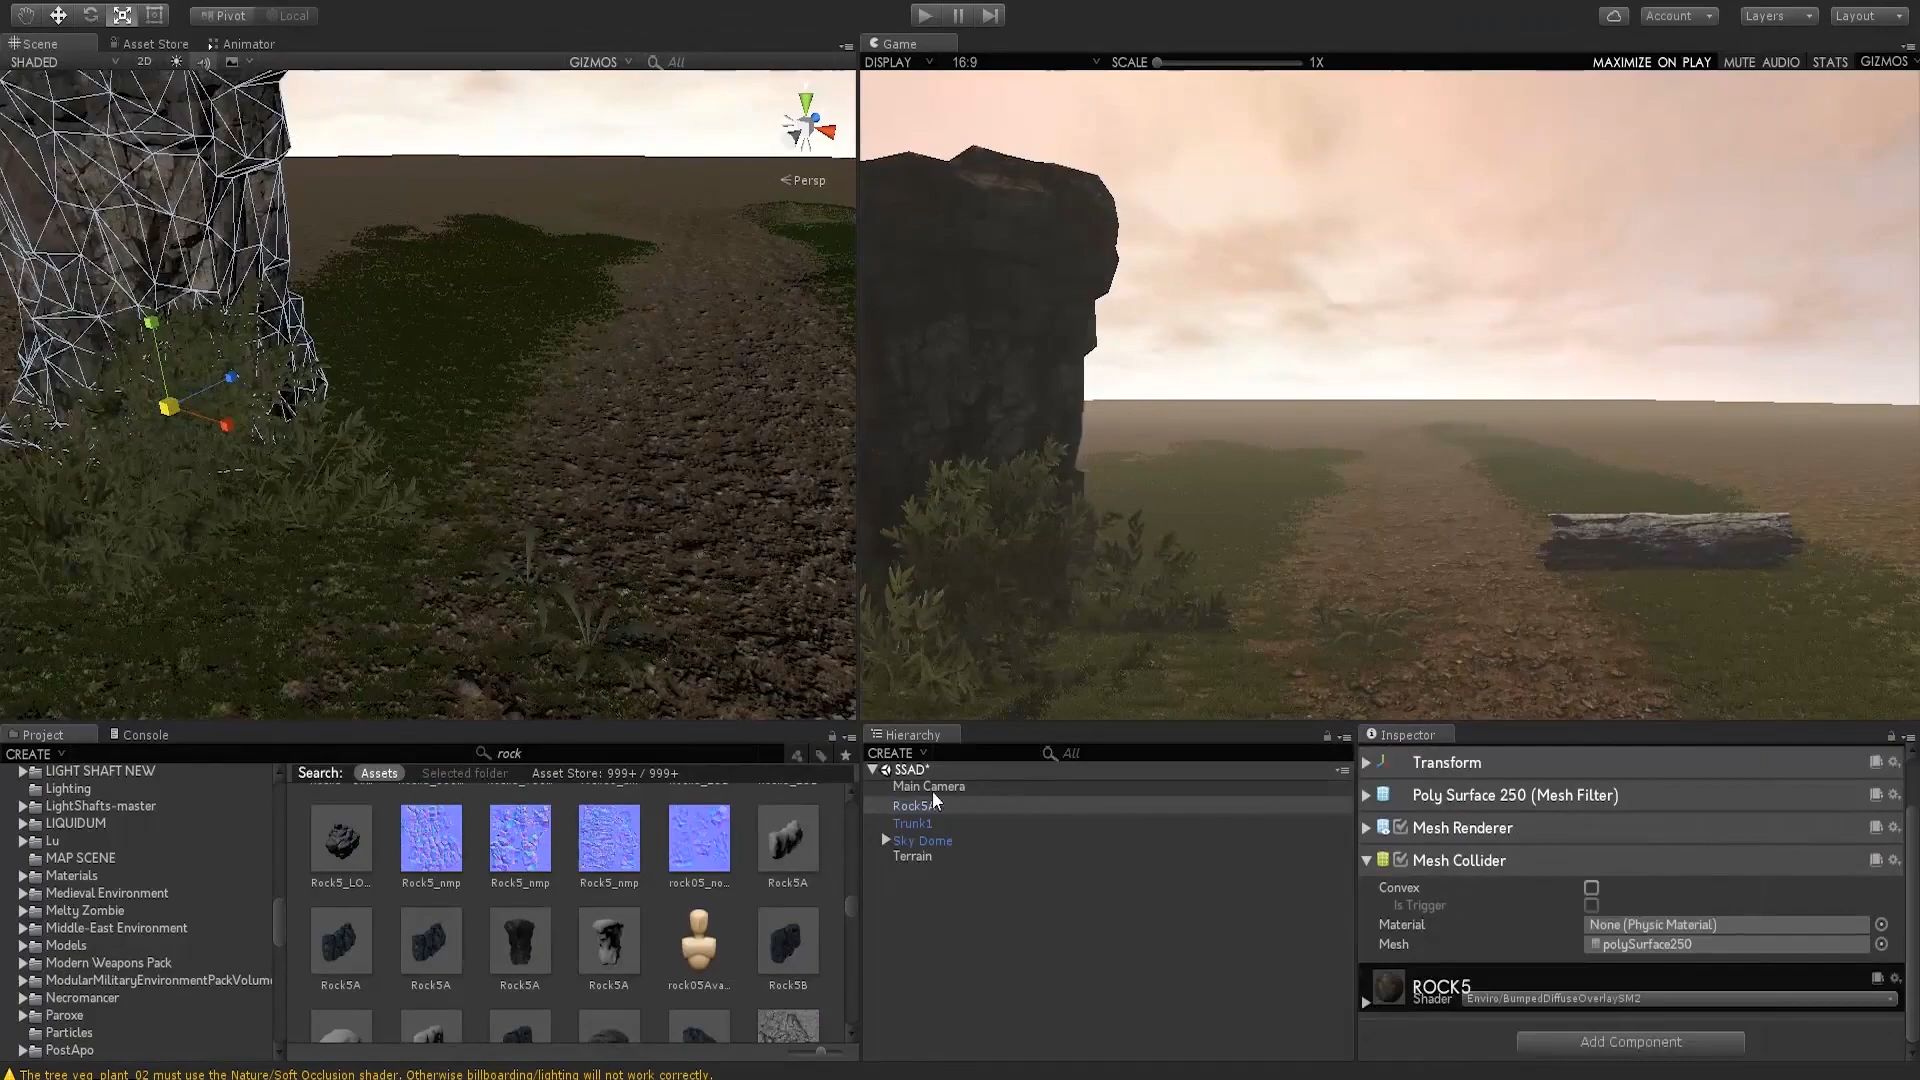 Pivot Local
Account Layers Layout
Scene Asset Store Animator
Game
SHADED 2D GIZMOS All
DISPLAY 16:9 SCALE 1X MAXIMIZE ON PLAY MUTE AUDIO STATS GIZMOS
Persp
Project Console
CREATE rock
LIGHT SHAFT NEW
Lighting
LightShafts-master
LIQUIDUM
Lu
MAP SCENE
Materials
Medieval Environment
Melty Zombie
Middle-East Environment
Models
Modern Weapons Pack
ModularMilitaryEnvironmentPackVolum
Necromancer
Paroxe
Particles
PostApo
Search: Assets Selected folder Asset Store: 999+ / 999+
Rock5_LO... Rock5_nmp Rock5_nmp Rock5_nmp rock05_no... Rock5A
Rock5A Rock5A Rock5A Rock5A rock05Ava... Rock5B
Hierarchy
CREATE All
SSAD*
Main Camera
Rock5A
Trunk1
Sky Dome
Terrain
Inspector
Transform
Poly Surface 250 (Mesh Filter)
Mesh Renderer
Mesh Collider
Convex
Is Trigger
Material None (Physic Material)
Mesh polySurface250
ROCK5
Shader Enviro/BumpedDiffuseOverlaySM2
Add Component
The tree veg_plant_02 must use the Nature/Soft Occlusion shader. Otherwise billboarding/lighting will not work correctly.